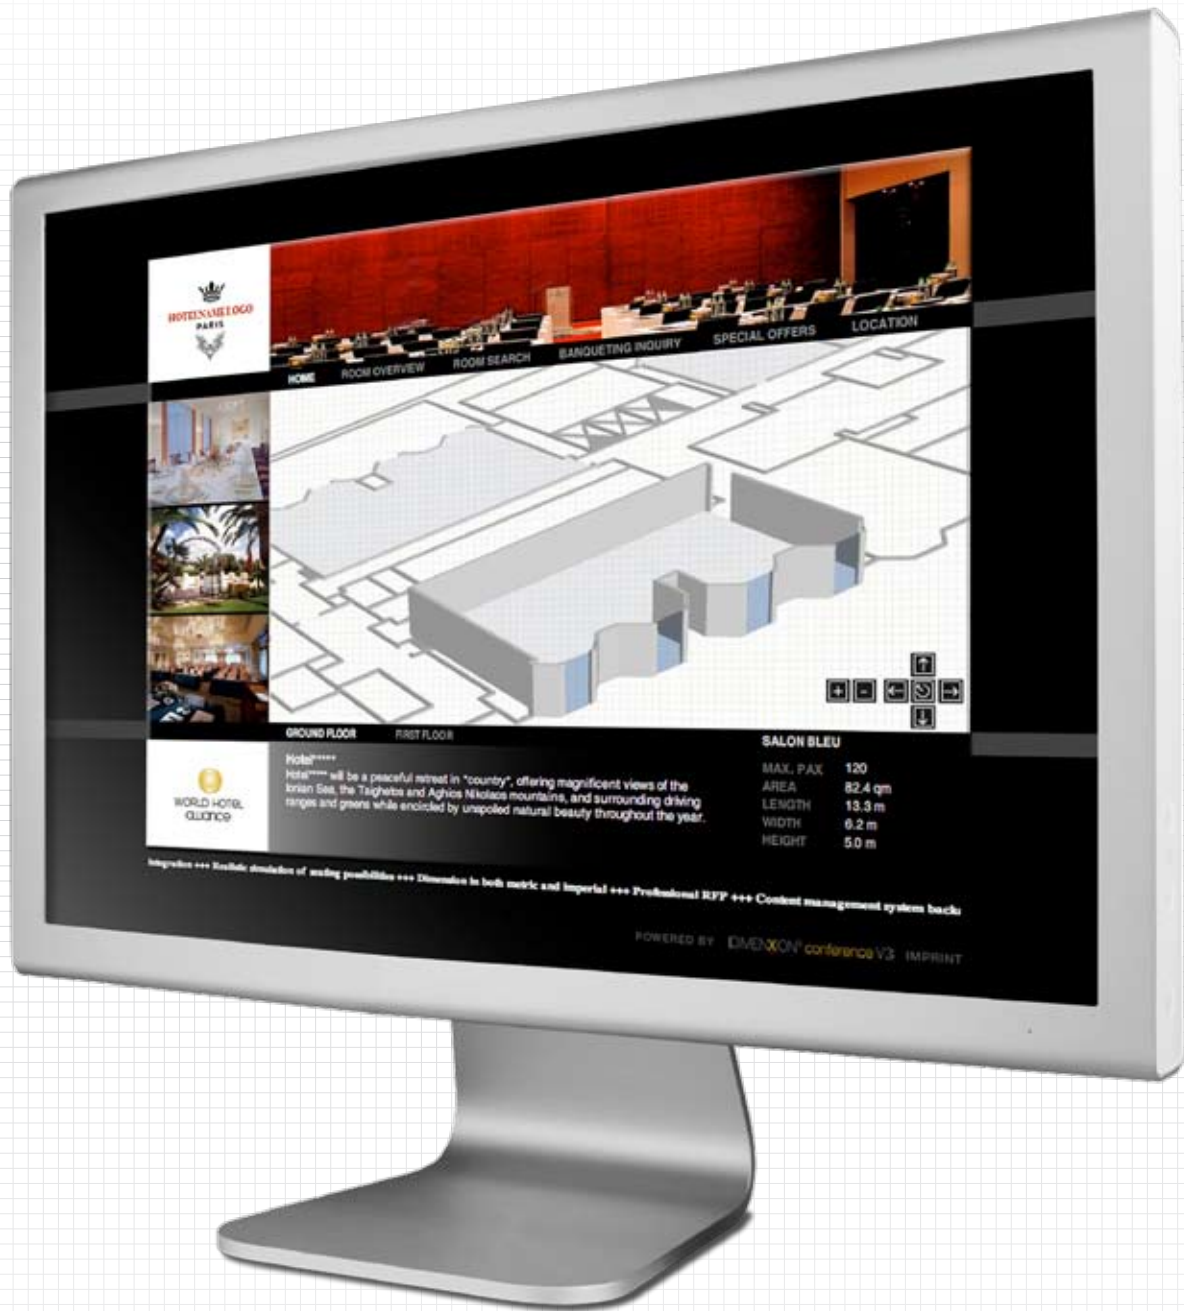 HOTELNAMELOGO
PARIS
HOME ROOM OVERVIEW ROOM SEARCH BANQUETING INQUIRY SPECIAL OFFERS LOCATION
GROUND FLOOR FIRST FLOOR
Hotel*****
Hotel**** will be a peaceful retreat in "country", offering magnificent views of the
Ionian Sea, the Taighetos and Aghios Nikolaos mountains, and surrounding driving
ranges and greens while encircled by unspoiled natural beauty throughout the year.
SALON BLEU
MAX. PAX 120
AREA 82.4 qm
LENGTH 13.3 m
WIDTH 6.2 m
HEIGHT 5.0 m
WORLD HOTEL
alliance
Integration +++ Realistic simulation of seating possibilities +++ Dimension in both metric and imperial +++ Professional RFP +++ Content management system backu
POWERED BY DIMENXION® conference V3 IMPRINT